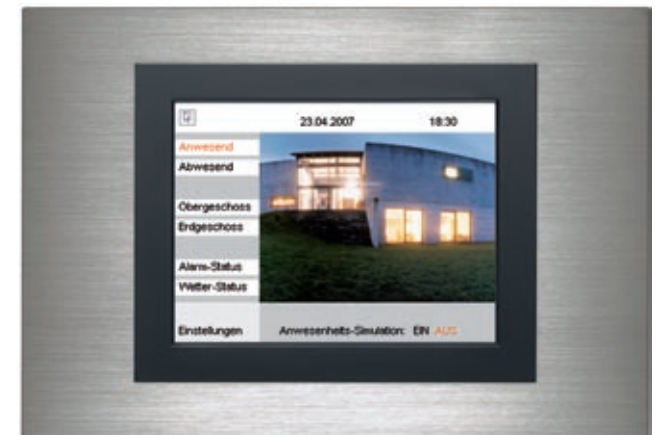 23.04.2007 18:30
Anwesend
Abwesend
Obergeschoss
Erdgeschoss
Alarm-Status
Wetter-Status
Einstellungen Anwesenheits-Simulation: EIN AUS